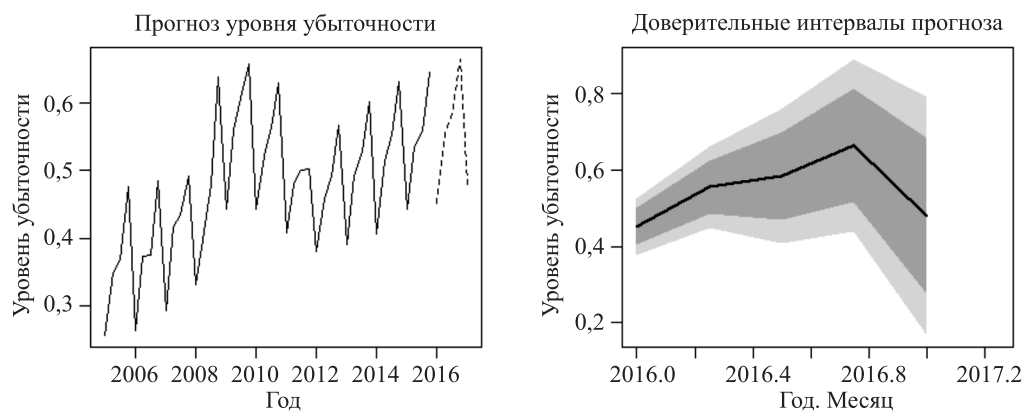 Прогноз уровня убыточности
Уровень убыточности
0,6
0,5
0,4
0,3
2006 2008 2010 2012 2014 2016
Год
Доверительные интервалы прогноза
Уровень убыточности
0,8
0,6
0,4
0,2
2016.0 2016.4 2016.8 2017.2
Год. Месяц